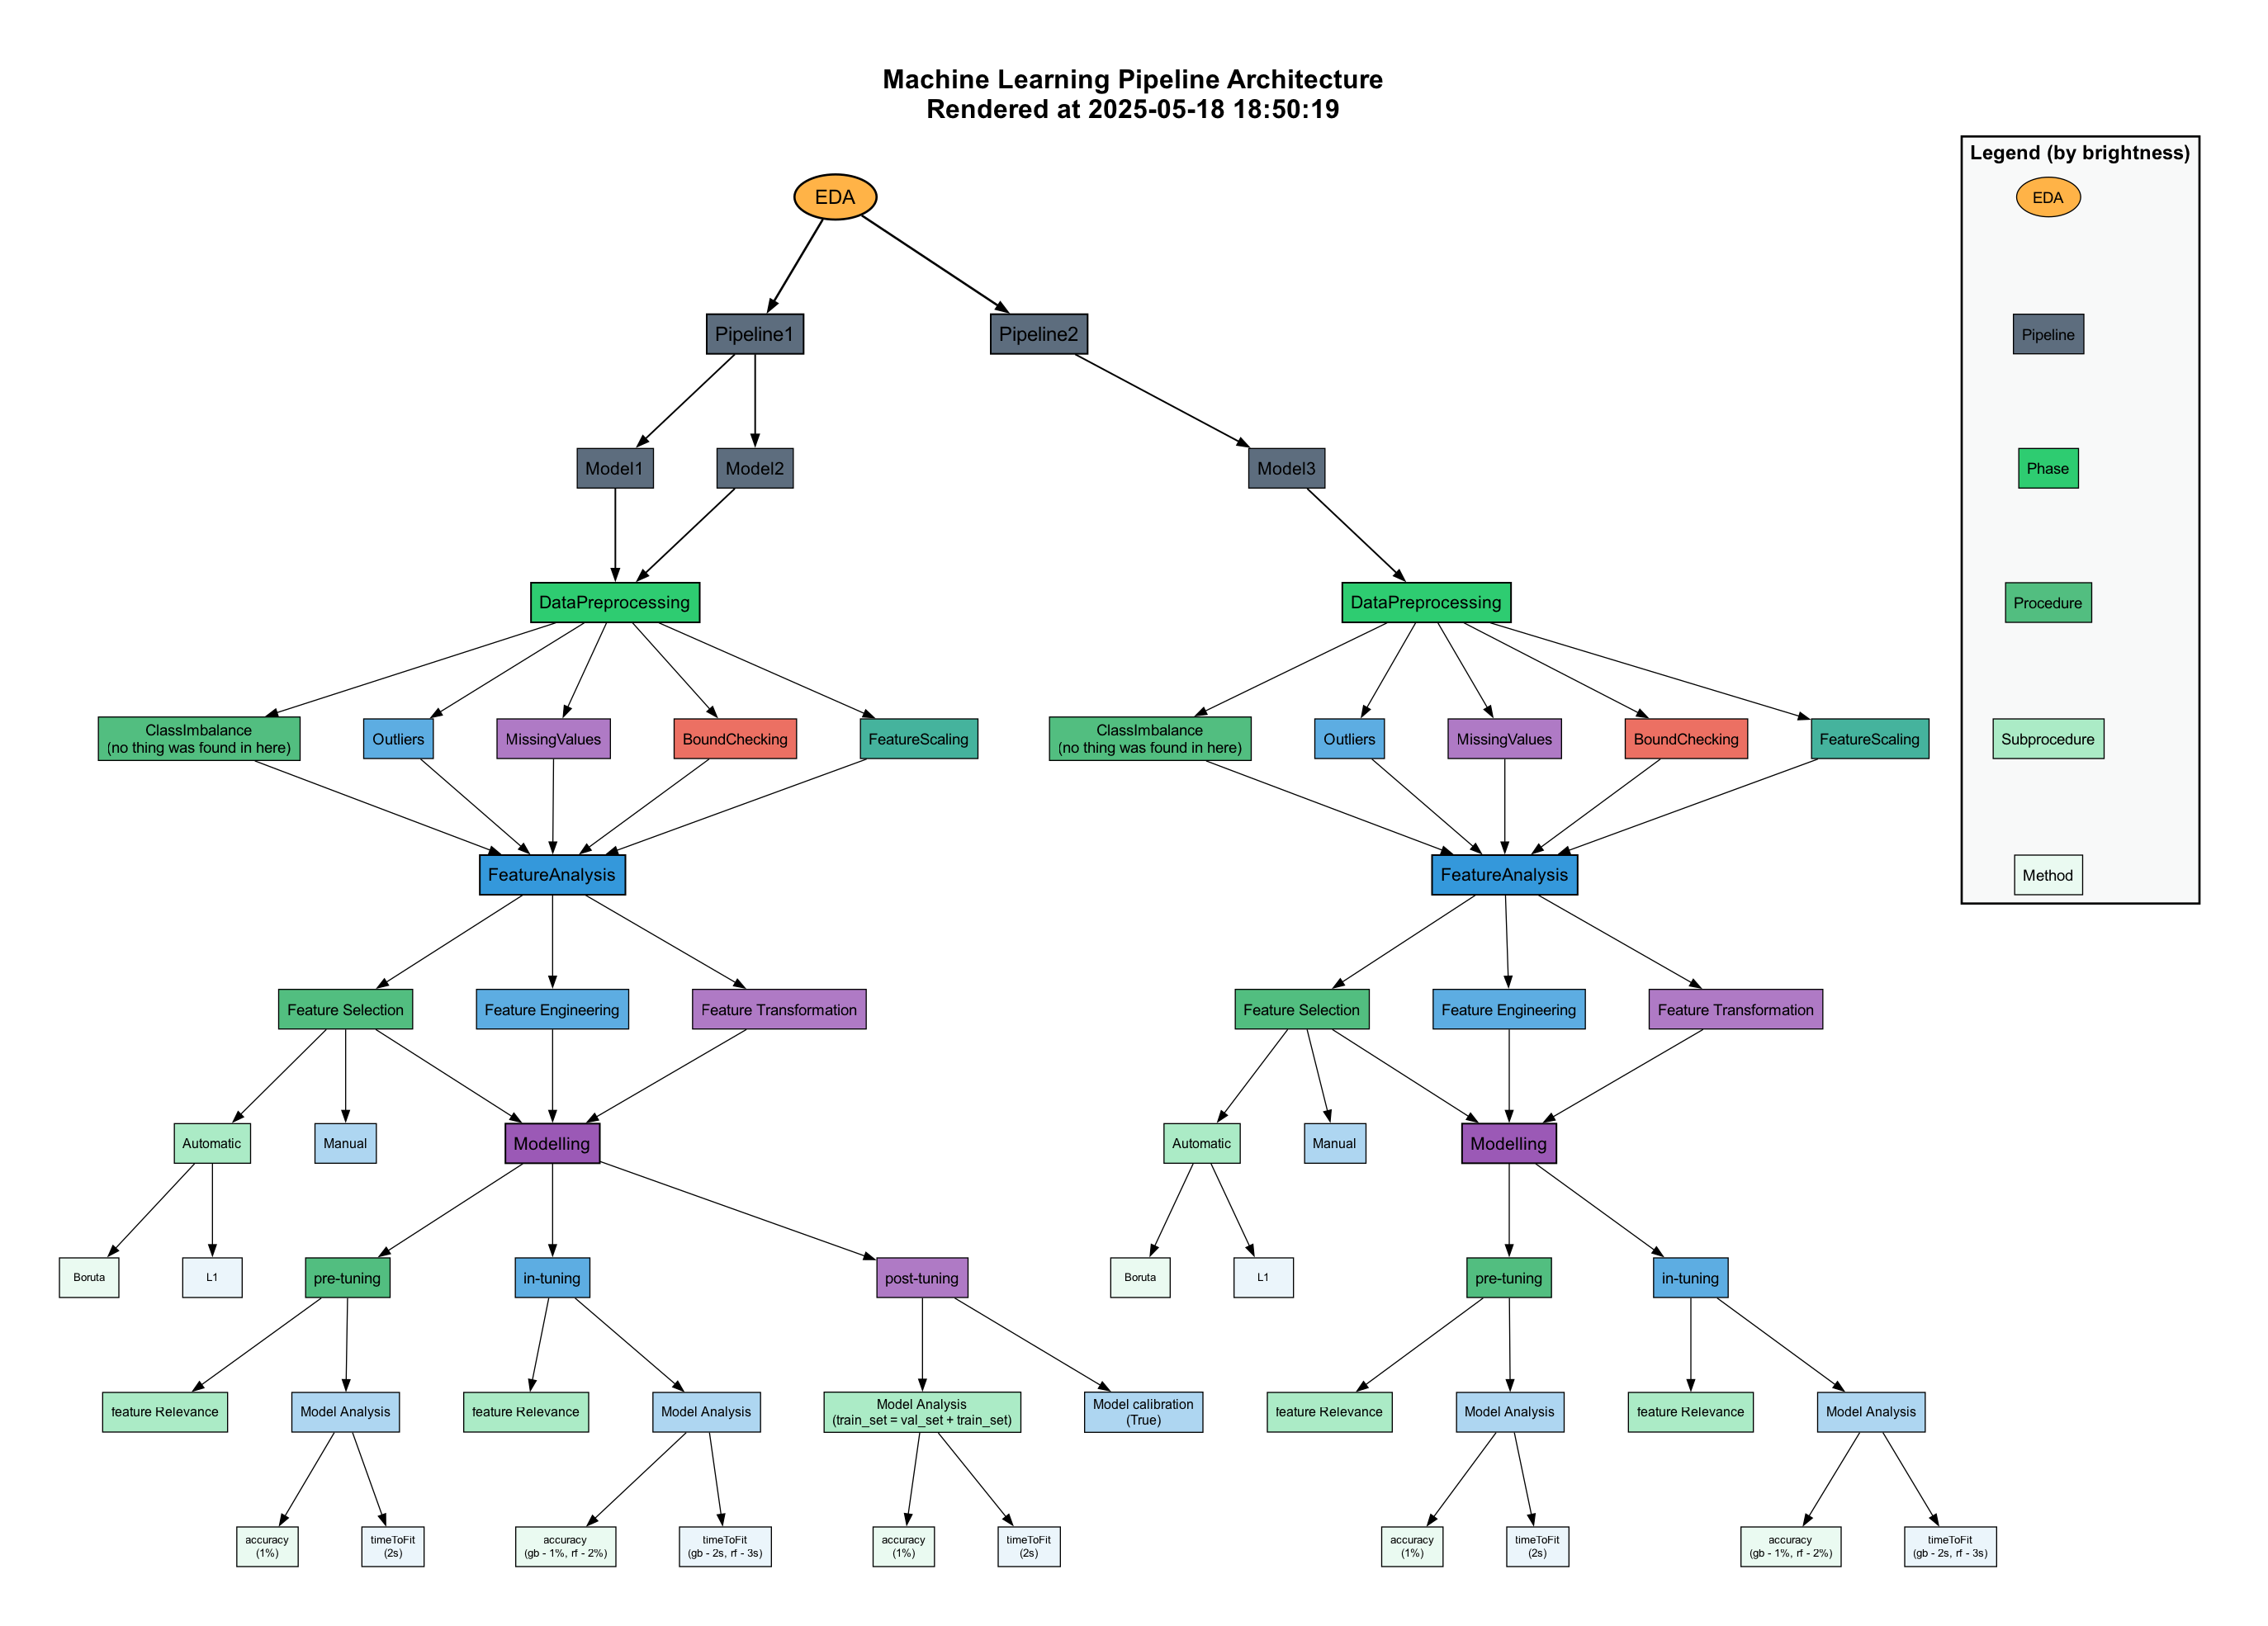 Machine Learning Pipeline Architecture
Rendered at 2025-05-18 18:50:19
Legend (by brightness)
EDA
EDA
Pipeline1
Pipeline2
Pipeline
Model1
Model2
Model3
Phase
DataPreprocessing
DataPreprocessing
Procedure
ClassImbalance
(no thing was found in here)
Outliers
MissingValues
BoundChecking
FeatureScaling
ClassImbalance
(no thing was found in here)
Outliers
MissingValues
BoundChecking
FeatureScaling
Subprocedure
FeatureAnalysis
FeatureAnalysis
Method
Feature Selection
Feature Engineering
Feature Transformation
Feature Selection
Feature Engineering
Feature Transformation
Automatic
Manual
Modelling
Automatic
Manual
Modelling
Boruta
L1
pre-tuning
in-tuning
post-tuning
Boruta
L1
pre-tuning
in-tuning
feature Relevance
Model Analysis
feature Relevance
Model Analysis
Model Analysis
(train_set = val_set + train_set)
Model calibration
(True)
feature Relevance
Model Analysis
feature Relevance
Model Analysis
accuracy
(1%)
timeToFit
(2s)
accuracy
(gb - 1%, rf - 2%)
timeToFit
(gb - 2s, rf - 3s)
accuracy
(1%)
timeToFit
(2s)
accuracy
(1%)
timeToFit
(2s)
accuracy
(gb - 1%, rf - 2%)
timeToFit
(gb - 2s, rf - 3s)